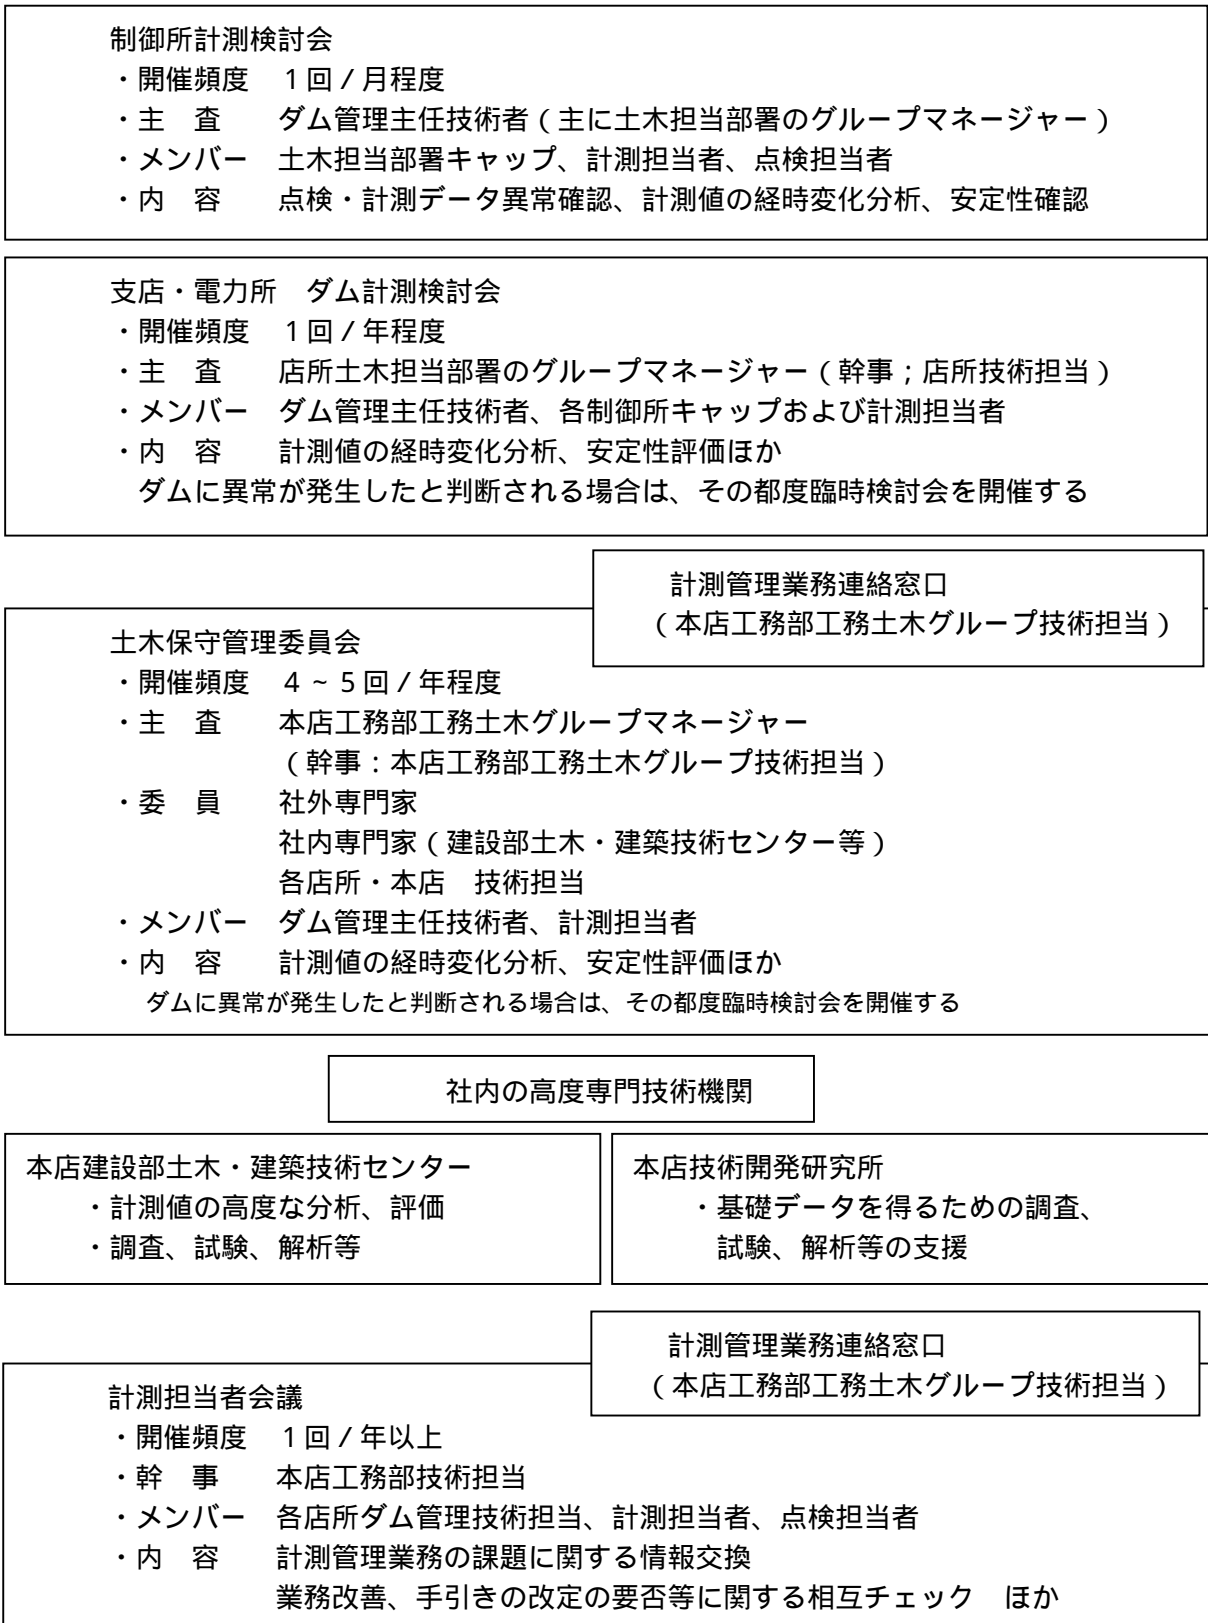 制御所計測検討会
・開催頻度　1回/月程度
・主　査　　ダム管理主任技術者(主に土木担当部署のグループマネージャー)
・メンバー　土木担当部署キャップ、計測担当者、点検担当者
・内　容　　点検・計測データ異常確認、計測値の経時変化分析、安定性確認
支店・電力所　ダム計測検討会
・開催頻度　1回/年程度
・主　査　　店所土木担当部署のグループマネージャー(幹事;店所技術担当)
・メンバー　ダム管理主任技術者、各制御所キャップおよび計測担当者
・内　容　　計測値の経時変化分析、安定性評価ほか
ダムに異常が発生したと判断される場合は、その都度臨時検討会を開催する
計測管理業務連絡窓口
(本店工務部工務土木グループ技術担当)
土木保守管理委員会
・開催頻度　4~5回/年程度
・主　査　　本店工務部工務土木グループマネージャー
(幹事:本店工務部工務土木グループ技術担当)
・委　員　　社外専門家
社内専門家(建設部土木・建築技術センター等)
各店所・本店　技術担当
・メンバー　ダム管理主任技術者、計測担当者
・内　容　　計測値の経時変化分析、安定性評価ほか
ダムに異常が発生したと判断される場合は、その都度臨時検討会を開催する
社内の高度専門技術機関
本店建設部土木・建築技術センター
・計測値の高度な分析、評価
・調査、試験、解析等
本店技術開発研究所
・基礎データを得るための調査、
試験、解析等の支援
計測管理業務連絡窓口
(本店工務部工務土木グループ技術担当)
計測担当者会議
・開催頻度　1回/年以上
・幹　事　　本店工務部技術担当
・メンバー　各店所ダム管理技術担当、計測担当者、点検担当者
・内　容　　計測管理業務の課題に関する情報交換
業務改善、手引きの改定の要否等に関する相互チェック　ほか